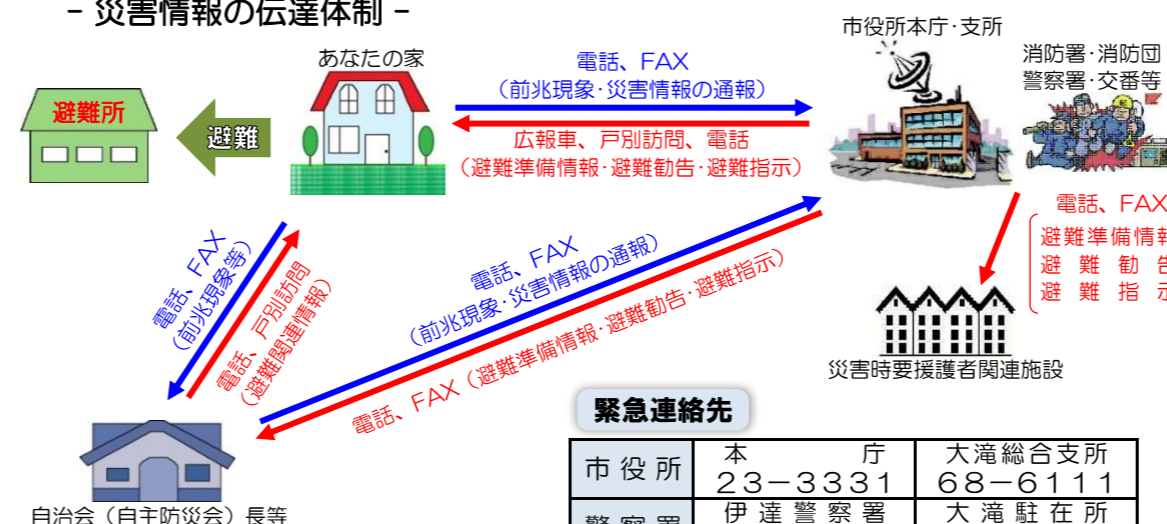 - 災害情報の伝達体制 -
市役所本庁・支所
あなたの家
消防署・消防団
警察署・交番等
電話、FAX
（前兆現象・災害情報の通報）
避難所
避難
広報車、戸別訪問、電話
（避難準備情報・避難勧告・避難指示）
電話、FAX
避難準備情報
避難勧告
避難指示
電話、FAX
（前兆現象等）
電話、戸別訪問
（避難関連情報）
電話、FAX
（前兆現象・災害情報の通報）
電話、FAX（避難準備情報・避難勧告・避難指示）
災害時要援護者関連施設
緊急連絡先
市役所 本庁 大滝総合支所
23-3331 68-6111
警察署 伊達警察署 大滝駐在所
自治会（自主防災会）長等